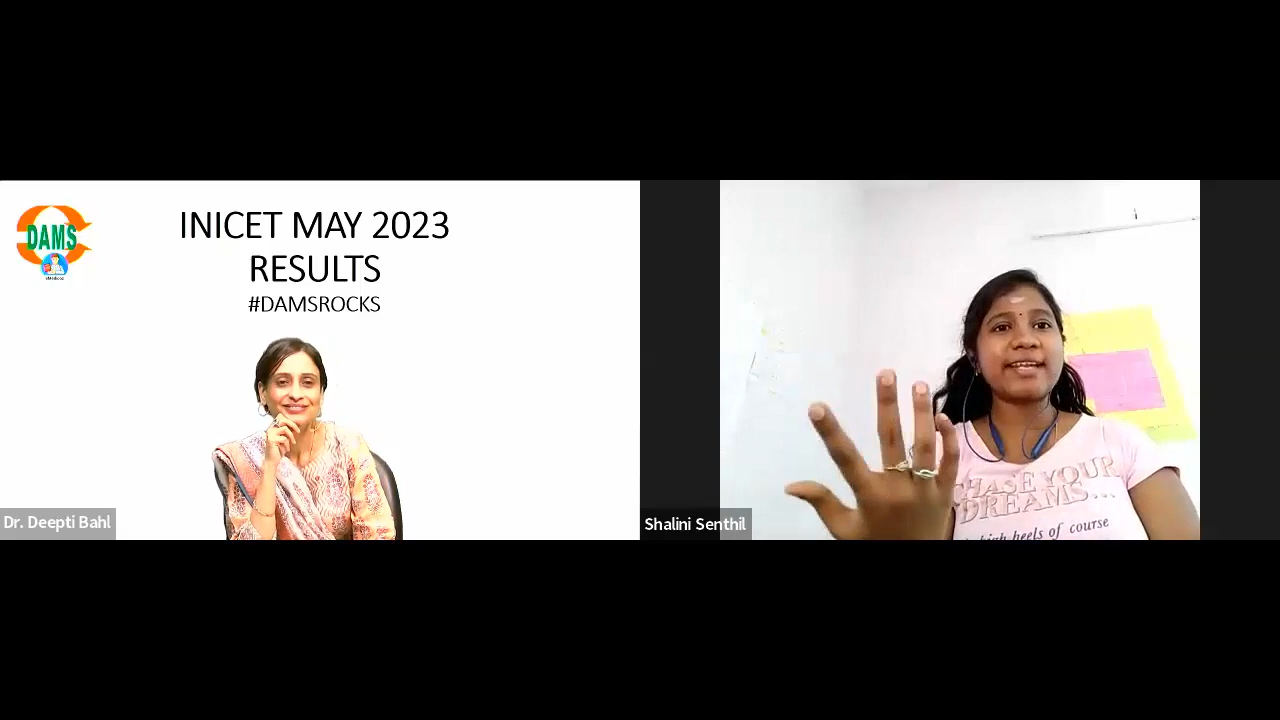 DAMS
INICET MAY 2023
RESULTS
#DAMSROCKS
Dr. Deepti Bahl
Shalini Senthil
CHASE YOUR
DREAMS...
high heels of course